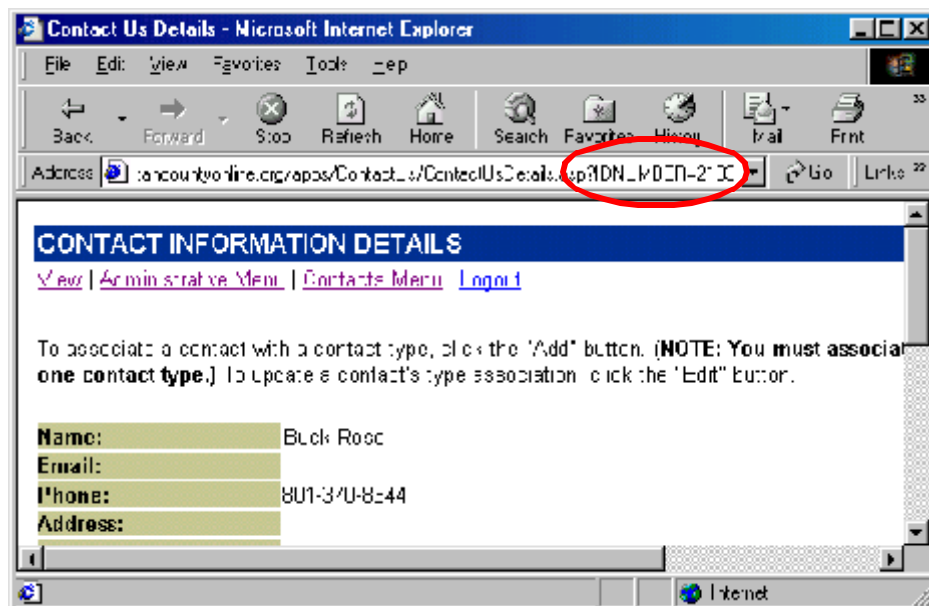 Contact Us Details - Microsoft Internet Explorer
File Edit View Favorites Tools Help
Back Forward Stop Refresh Home Search Favorites History Mail Print
Address Go Links
CONTACT INFORMATION DETAILS
View | Administrative Menu | Contacts Menu Logout
To associate a contact with a contact type, click the "Add" button. (NOTE: You must associat
one contact type.) To update a contact's type association click the "Edit" button.
Name: Buck Rose
Email:
Phone:
Address:
Internet